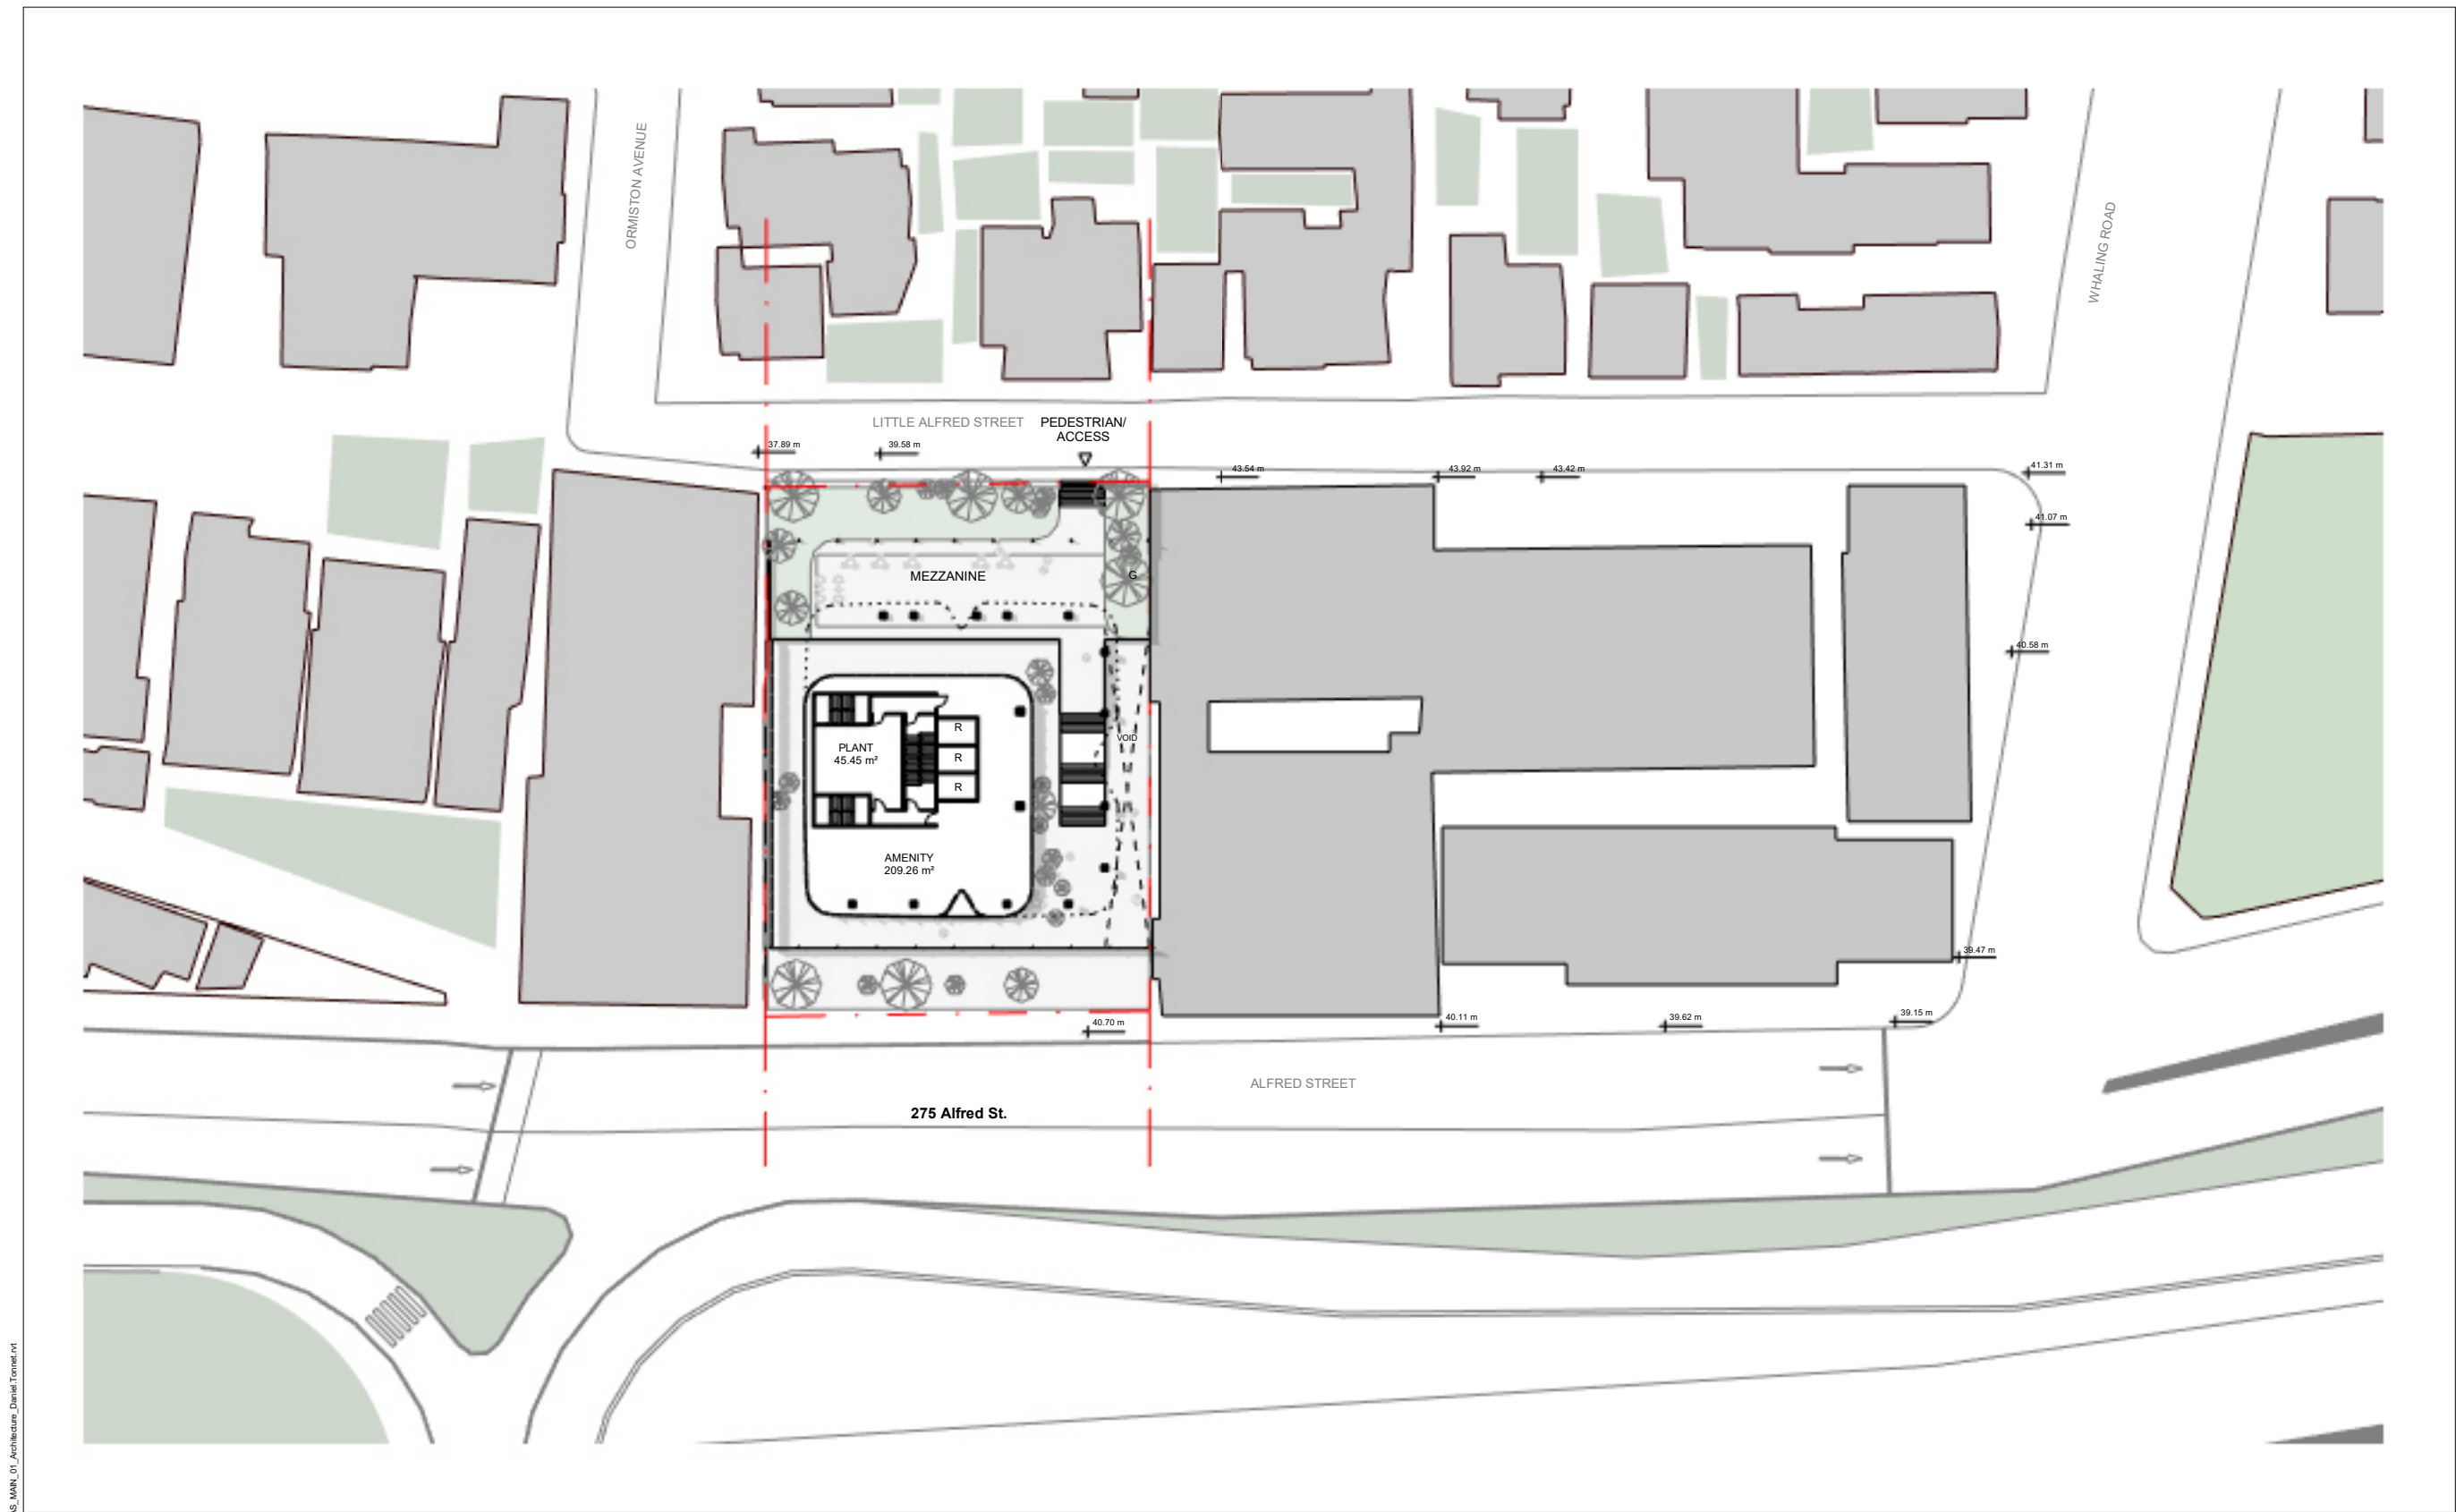 ORMISTON AVENUE
WHALING ROAD
LITTLE ALFRED STREET
PEDESTRIAN/
ACCESS
37.89 m
39.58 m
43.54 m
43.92 m
43.42 m
41.31 m
41.07 m
MEZZANINE
G
40.58 m
R
PLANT
45.45 m²
VOID
R
R
AMENITY
209.26 m²
39.47 m
40.70 m
40.11 m
39.62 m
39.15 m
ALFRED STREET
275 Alfred St.
_MAIN_01_Architecture_Daniel.Tonnet.rvt